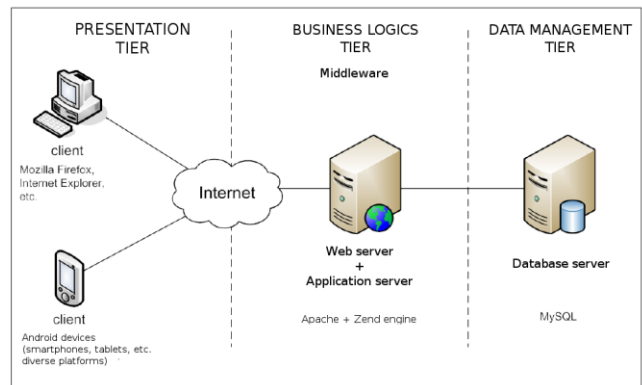 PRESENTATION
TIER
BUSINESS LOGICS
TIER
DATA MANAGEMENT
TIER
Middleware
client
Mozilla Firefox,
Internet Explorer,
etc.
Internet
Web server
+
Application server
Database server
client
Android devices
(smartphones, tablets, etc.
diverse platforms)
Apache + Zend engine
MySQL